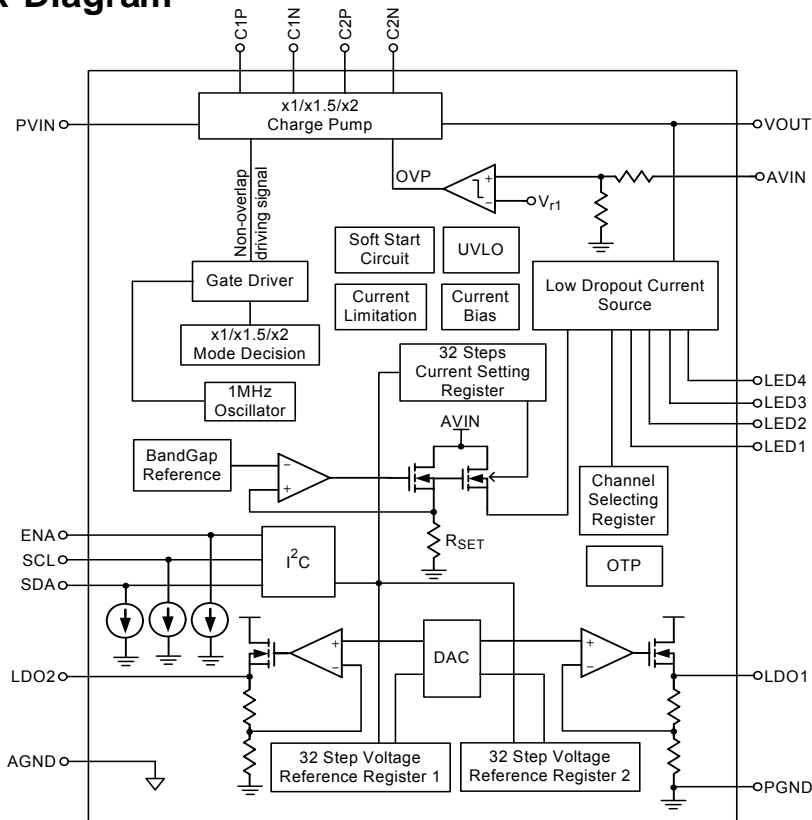 Diagram
C1P
C1N
C2P
C2N
x1/x1.5/x2
Charge Pump
PVIN
VOUT
OVP
+
−
Vr1
AVIN
Non-overlap
driving signal
Soft Start
Circuit
UVLO
Gate Driver
Current
Limitation
Current
Bias
Low Dropout Current
Source
x1/x1.5/x2
Mode Decision
32 Steps
Current Setting
Register
1MHz
Oscillator
LED4
LED3
LED2
LED1
AVIN
BandGap
Reference
−
+
Channel
Selecting
Register
RSET
ENA
SCL
SDA
I²C
OTP
+
−
DAC
+
−
LDO2
LDO1
AGND
32 Step Voltage
Reference Register 1
32 Step Voltage
Reference Register 2
PGND